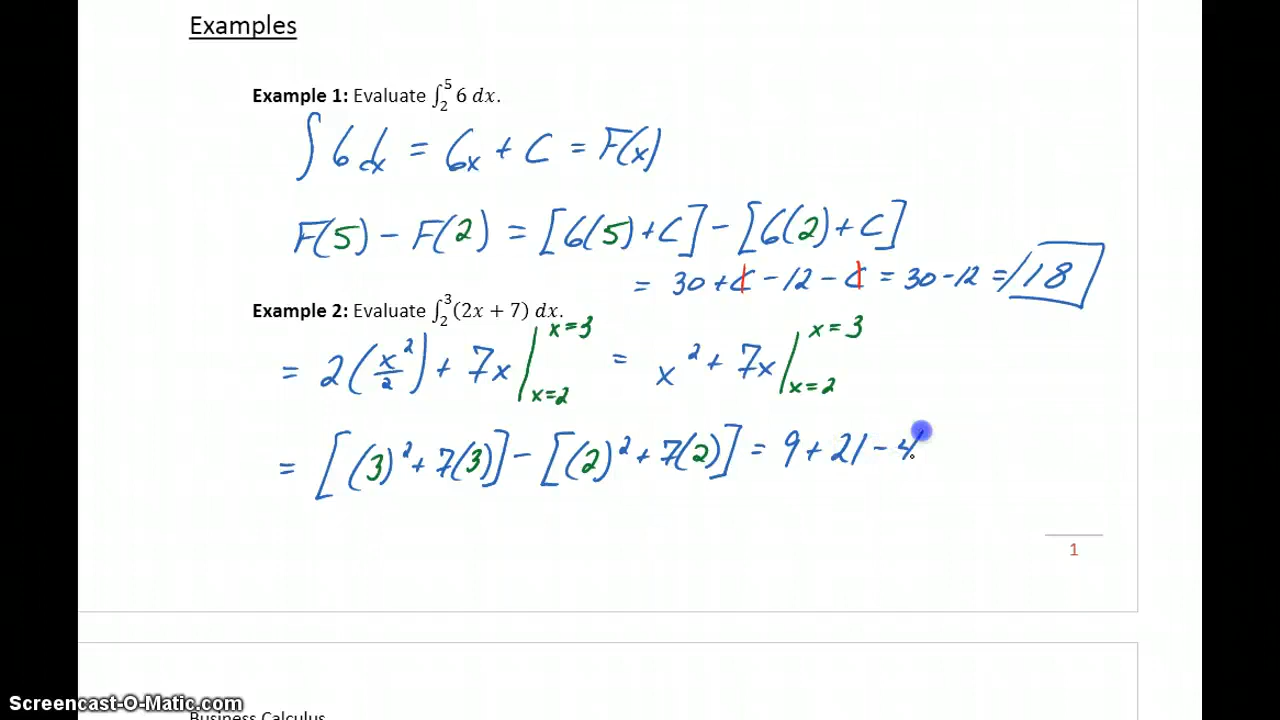 Examples
Example 1: Evaluate ∫₂⁵ 6 dx.
∫ 6 dx = 6x + C = F(x)
F(5) − F(2) = [6(5) + C] − [6(2) + C]
= 30 + C − 12 − C = 30 − 12 = 18
Example 2: Evaluate ∫₂³ (2x + 7) dx.
= 2(x²/2) + 7x |ₓ₌₂ˣ⁼³ = x² + 7x |ₓ₌₂ˣ⁼³
= [(3)² + 7(3)] − [(2)² + 7(2)] = 9 + 21 − 4
1
Screencast-O-Matic.com
Business Calculus